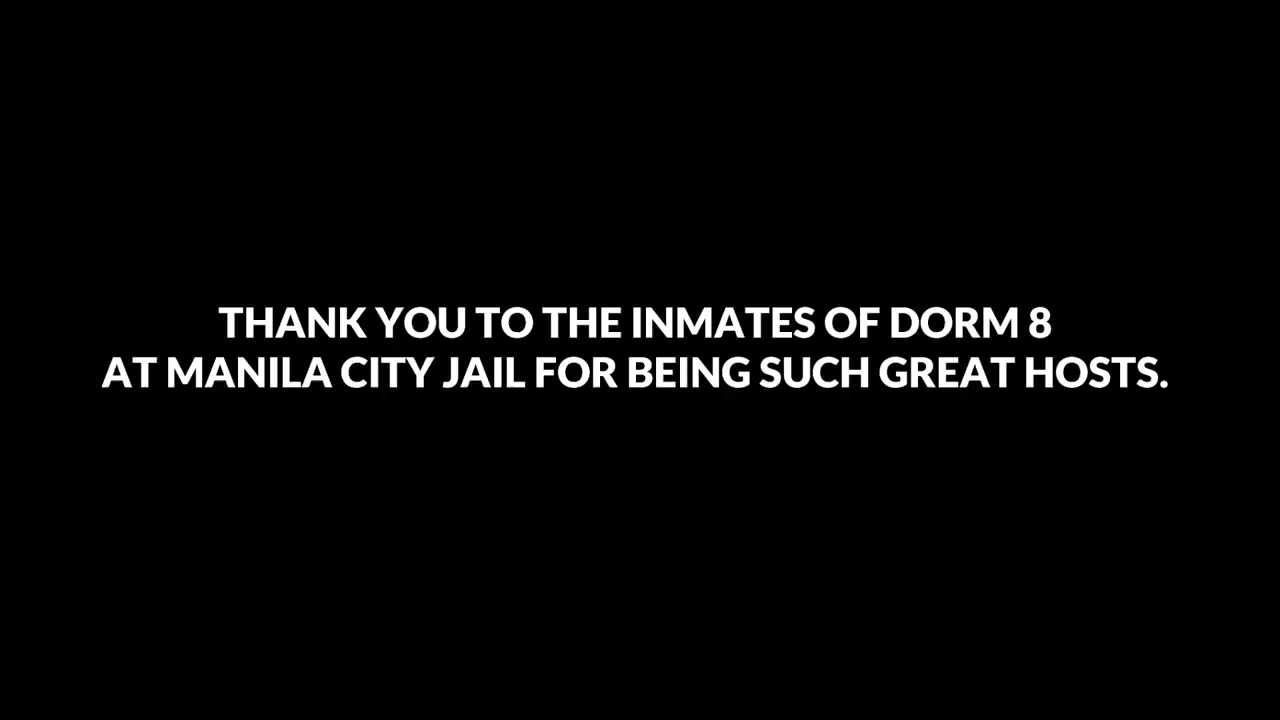 THANK YOU TO THE INMATES OF DORM 8
AT MANILA CITY JAIL FOR BEING SUCH GREAT HOSTS.